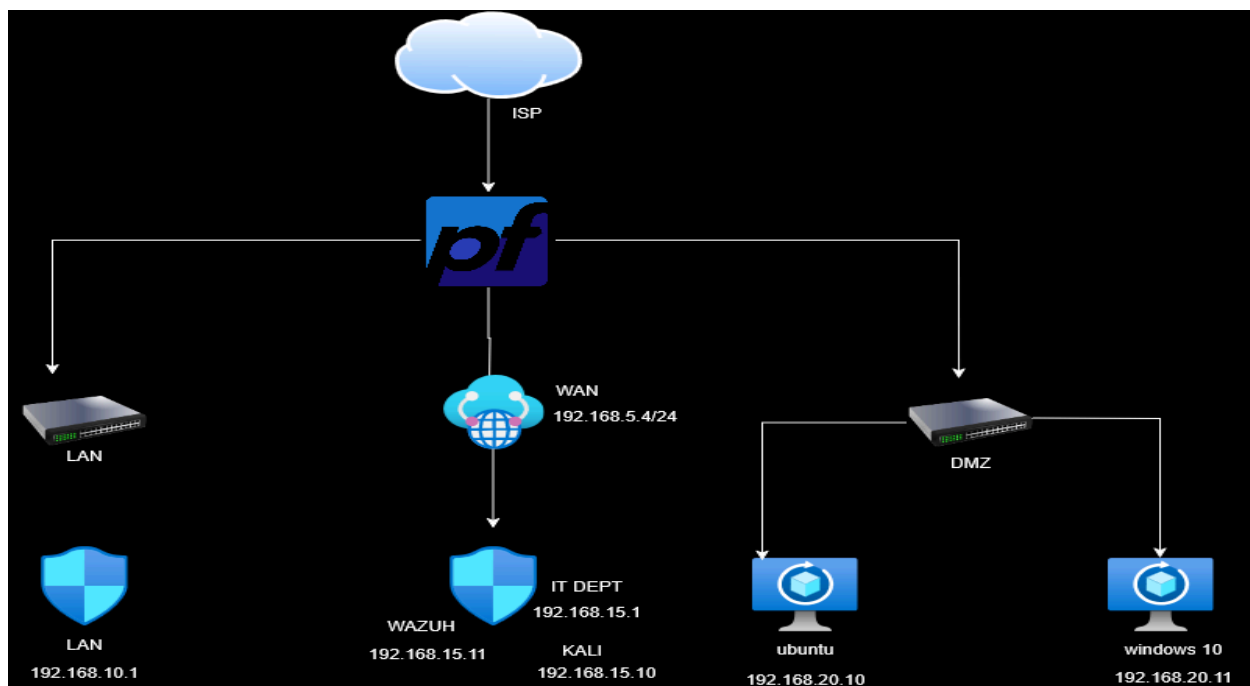 ISP
pf
WAN
192.168.5.4/24
LAN
DMZ
IT DEPT
192.168.15.1
WAZUH
192.168.15.11
KALI
192.168.15.10
LAN
192.168.10.1
ubuntu
192.168.20.10
windows 10
192.168.20.11